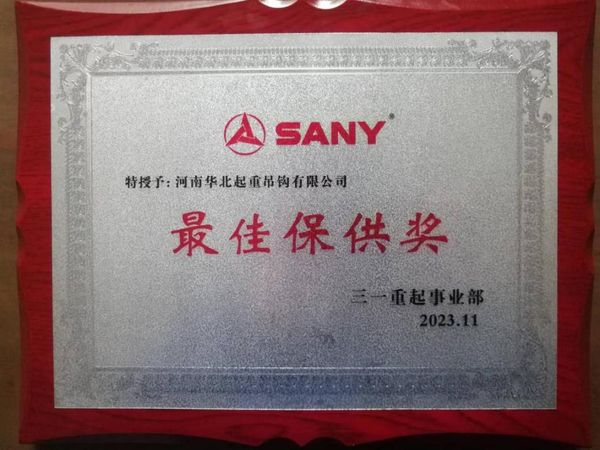 SANY®
特授予:河南华北起重吊钩有限公司
最佳保供奖
三一重起事业部
2023.11